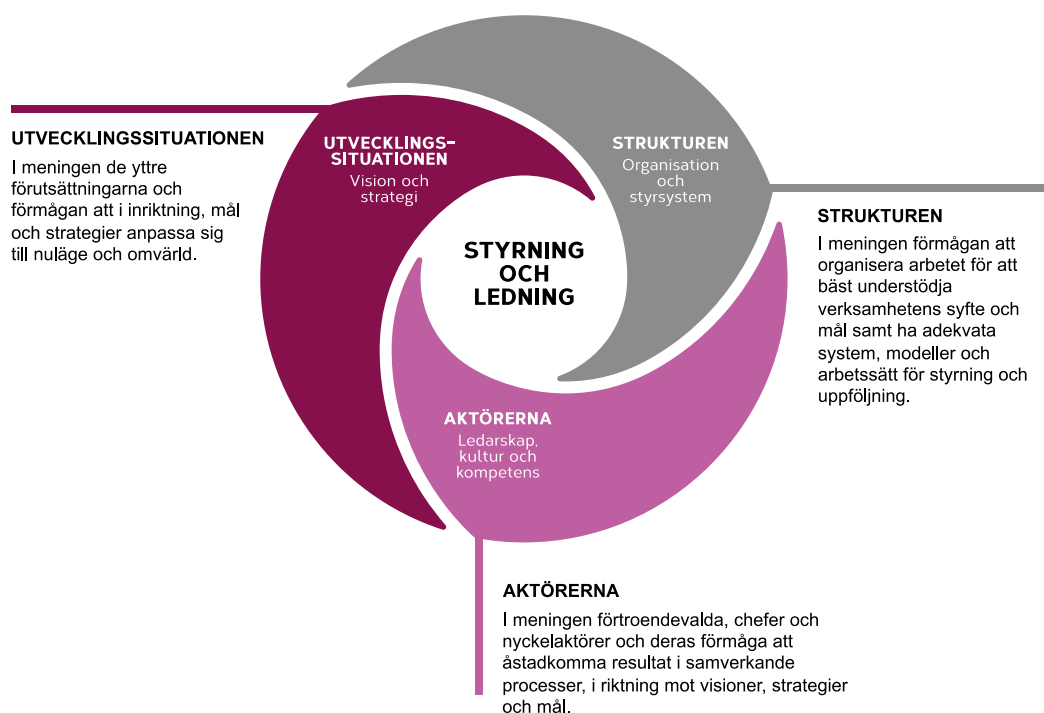 UTVECKLINGSSITUATIONEN
I meningen de yttre
förutsättningarna och
förmågan att i inriktning, mål
och strategier anpassa sig
till nuläge och omvärld.
UTVECKLINGS-
SITUATIONEN
Vision och
strategi
STRUKTUREN
Organisation
och
styrsystem
STYRNING
OCH
LEDNING
STRUKTUREN
I meningen förmågan att
organisera arbetet för att
bäst understödja
verksamhetens syfte och
mål samt ha adekvata
system, modeller och
arbetssätt för styrning och
uppföljning.
AKTÖRERNA
Ledarskap,
kultur och
kompetens
AKTÖRERNA
I meningen förtroendevalda, chefer och
nyckelaktörer och deras förmåga att
åstadkomma resultat i samverkande
processer, i riktning mot visioner, strategier
och mål.